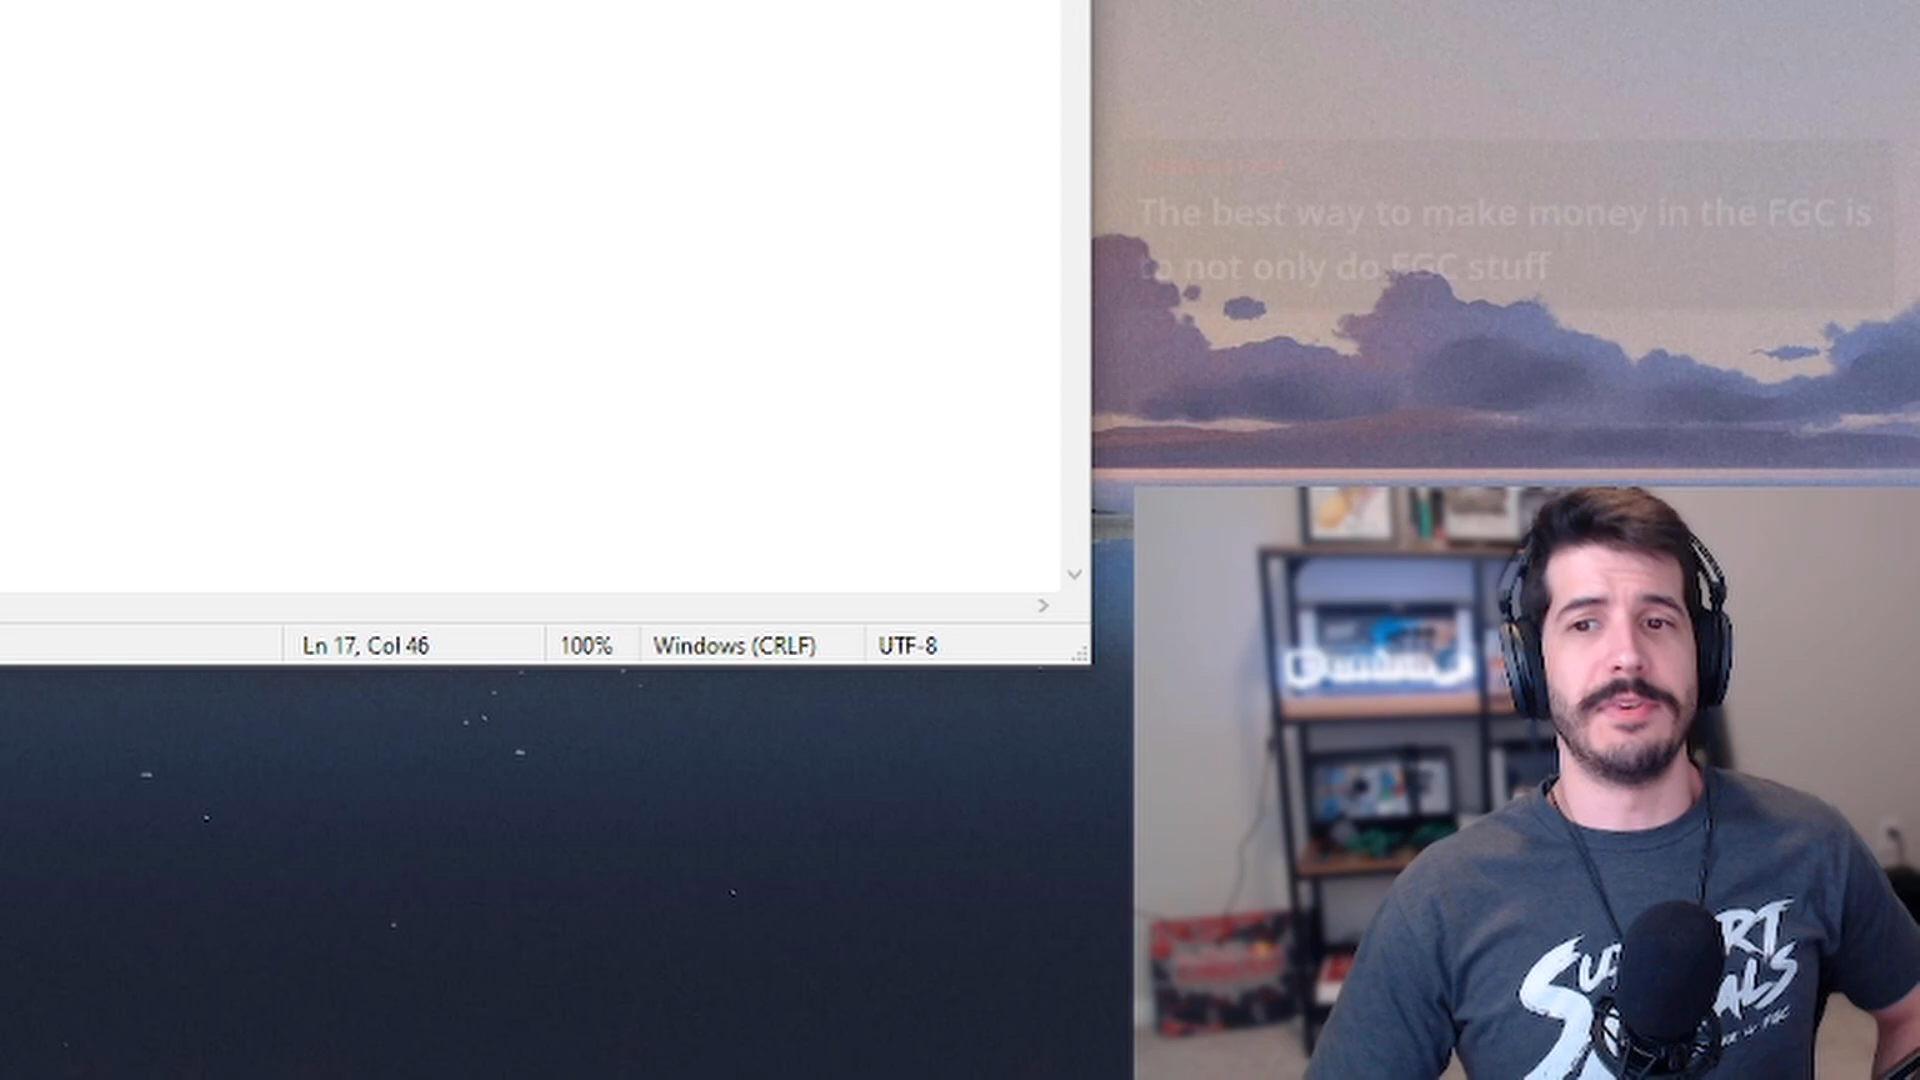 The best way to make money in the FGC is
to not only do FGC stuff
Ln 17, Col 46
100%
Windows (CRLF)
UTF-8